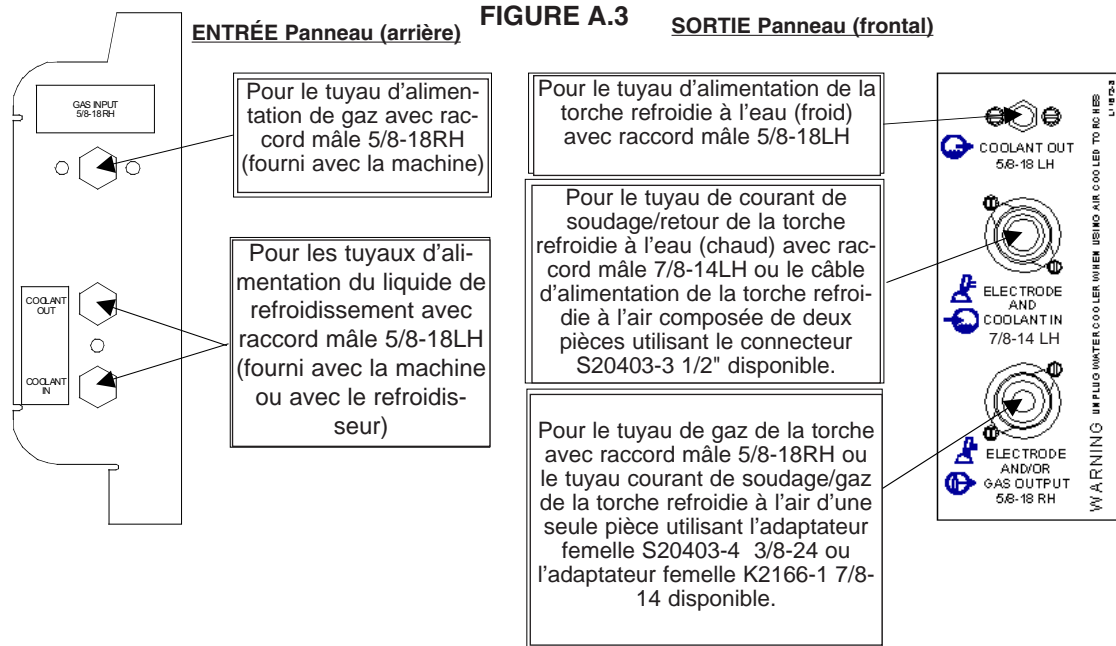 FIGURE A.3
ENTRÉE Panneau (arrière)
SORTIE Panneau (frontal)
GAS INPUT
5/8-18 RH
COOLANT
OUT
COOLANT
IN
Pour le tuyau d'alimen-
tation de gaz avec rac-
cord mâle 5/8-18RH
(fourni avec la machine)
Pour les tuyaux d'ali-
mentation du liquide de
refroidissement avec
raccord mâle 5/8-18LH
(fourni avec la machine
ou avec le refroidis-
seur)
Pour le tuyau d'alimentation de la
torche refroidie à l'eau (froid)
avec raccord mâle 5/8-18LH
Pour le tuyau de courant de
soudage/retour de la torche
refroidie à l'eau (chaud) avec rac-
cord mâle 7/8-14LH ou le câble
d'alimentation de la torche refroi-
die à l'air composée de deux
pièces utilisant le connecteur
S20403-3 1/2" disponible.
Pour le tuyau de gaz de la torche
avec raccord mâle 5/8-18RH ou
le tuyau courant de soudage/gaz
de la torche refroidie à l'air d'une
seule pièce utilisant l'adaptateur
femelle S20403-4 3/8-24 ou
l'adaptateur femelle K2166-1 7/8-
14 disponible.
COOLANT OUT
5/8-18 LH
ELECTRODE
AND
COOLANT IN
7/8-14 LH
ELECTRODE
AND/OR
GAS OUTPUT
5/8-18 RH
WARNING UNPLUG WATER COOLER WHEN USING AIR COOLED TORCHES